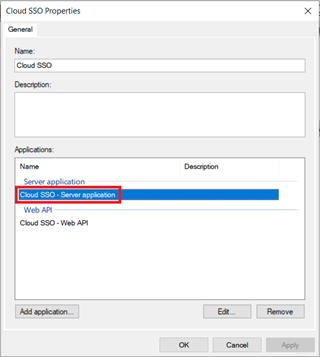 Cloud SSO Properties
General
Name:
Cloud SSO
Description:
Applications:
Name Description
Server application
Cloud SSO - Server application
Web API
Cloud SSO - Web API
Add application... Edit... Remove
OK Cancel Apply